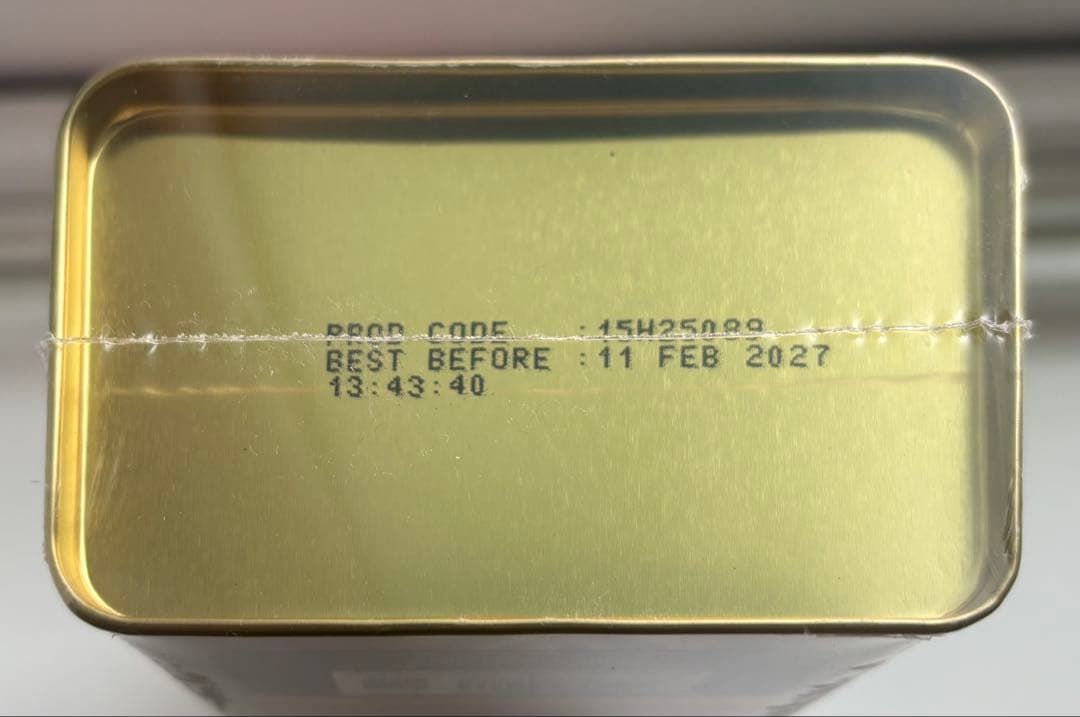 PROD CODE :15H25089
BEST BEFORE :11 FEB 2027
13:43:40